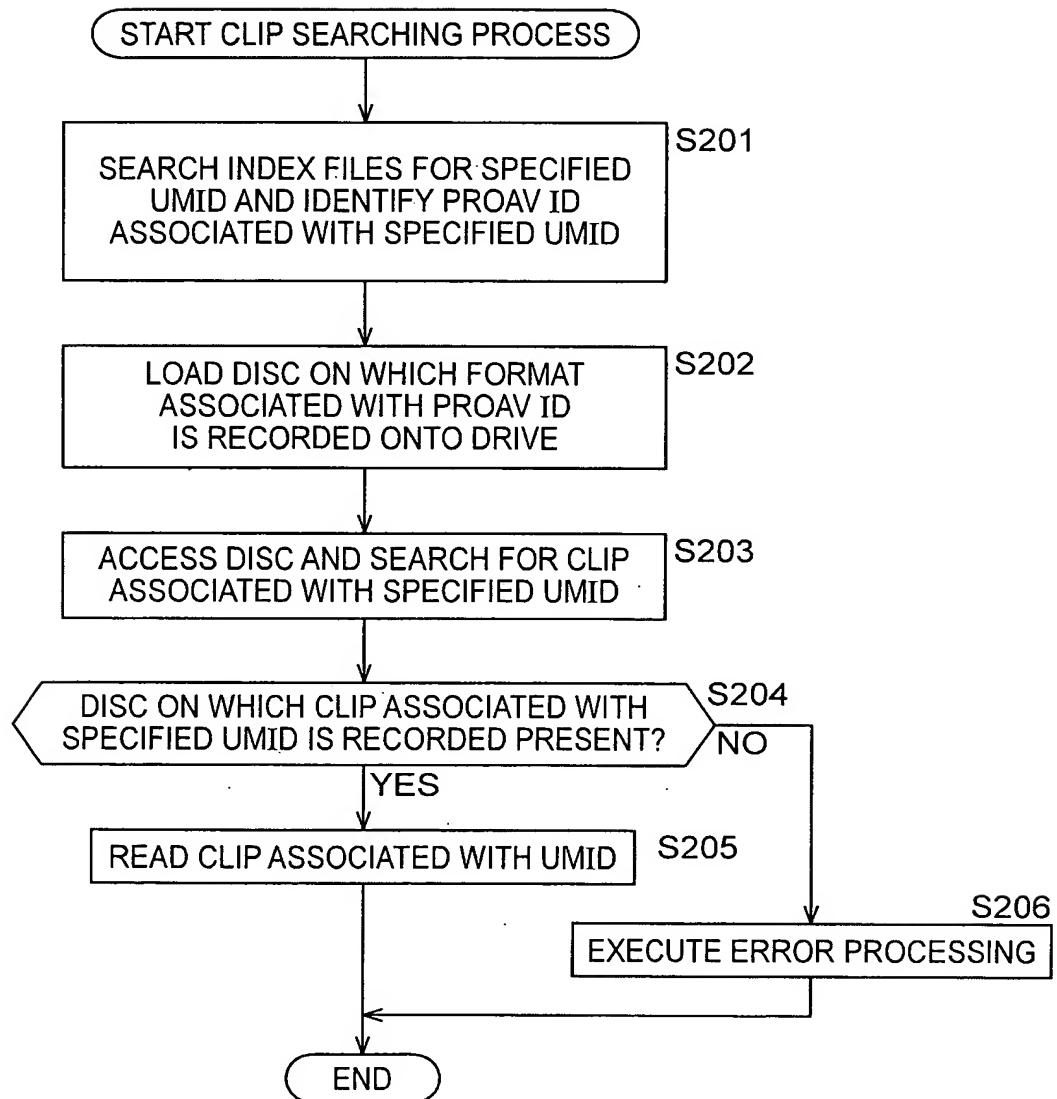 START CLIP SEARCHING PROCESS
S201
SEARCH INDEX FILES FOR SPECIFIED
UMID AND IDENTIFY PROAV ID
ASSOCIATED WITH SPECIFIED UMID
S202
LOAD DISC ON WHICH FORMAT
ASSOCIATED WITH PROAV ID
IS RECORDED ONTO DRIVE
S203
ACCESS DISC AND SEARCH FOR CLIP
ASSOCIATED WITH SPECIFIED UMID
S204
DISC ON WHICH CLIP ASSOCIATED WITH
SPECIFIED UMID IS RECORDED PRESENT?
NO
YES
READ CLIP ASSOCIATED WITH UMID
S205
S206
EXECUTE ERROR PROCESSING
END